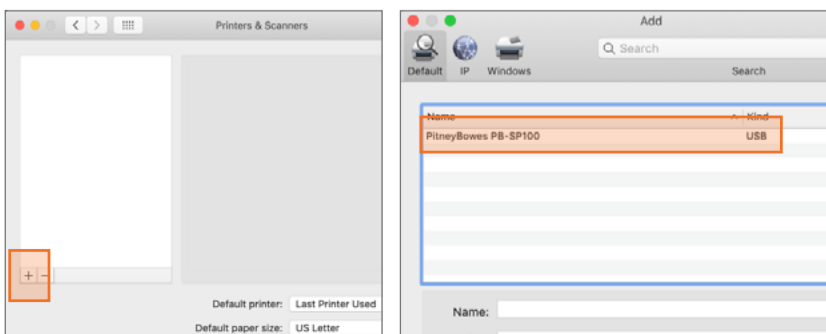 Printers & Scanners
+ −
Default printer: Last Printer Used
Default paper size: US Letter
Add
Search
Default IP Windows Search
Name Kind
PitneyBowes PB-SP100 USB
Name: